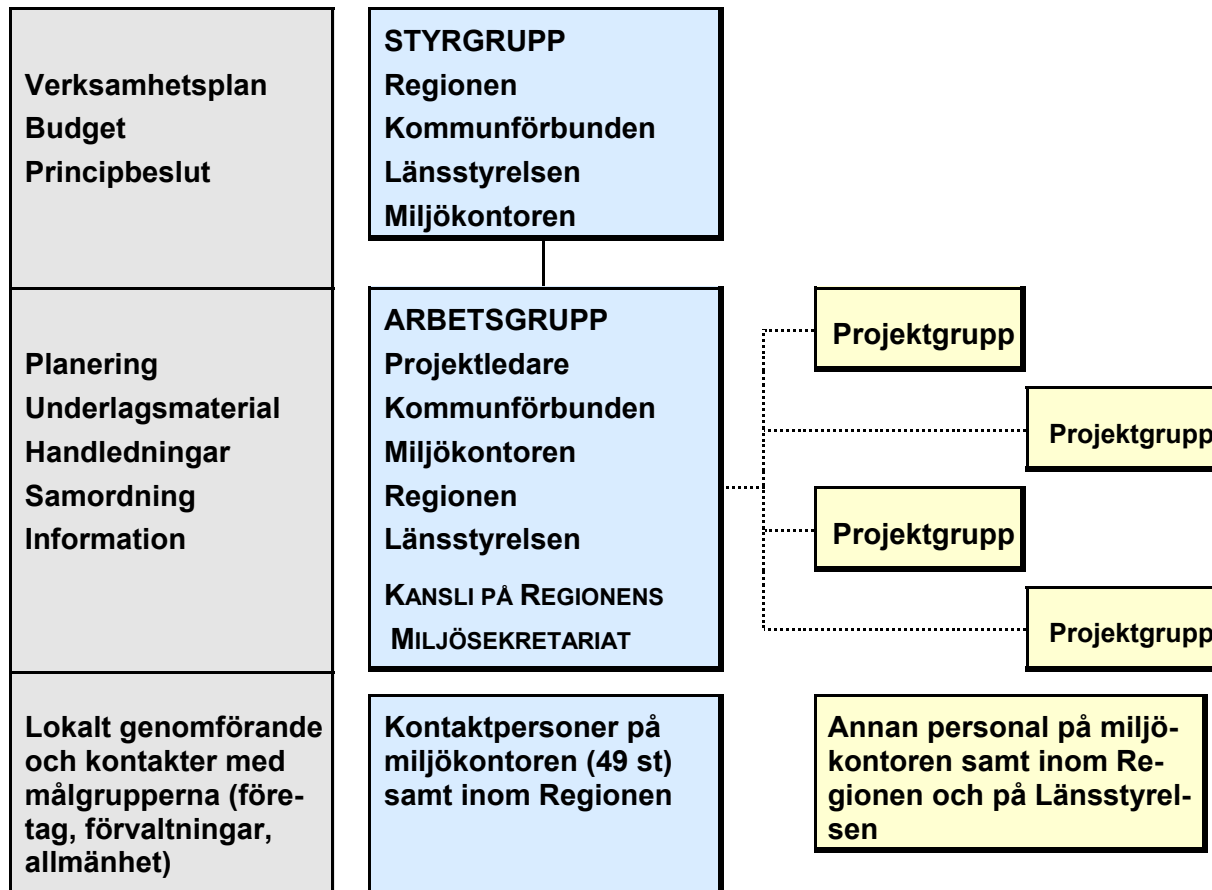 Verksamhetsplan
Budget
Principbeslut
STYRGRUPP
Regionen
Kommunförbunden
Länsstyrelsen
Miljökontoren
Planering
Underlagsmaterial
Handledningar
Samordning
Information
ARBETSGRUPP
Projektledare
Kommunförbunden
Miljökontoren
Regionen
Länsstyrelsen
KANSLI PÅ REGIONENS
MILJÖSEKRETARIAT
Projektgrupp
Projektgrupp
Projektgrupp
Projektgrupp
Lokalt genomförande
och kontakter med
målgrupperna (före-
tag, förvaltningar,
allmänhet)
Kontaktpersoner på
miljökontoren (49 st)
samt inom Regionen
Annan personal på miljö-
kontoren samt inom Re-
gionen och på Länsstyrel-
sen